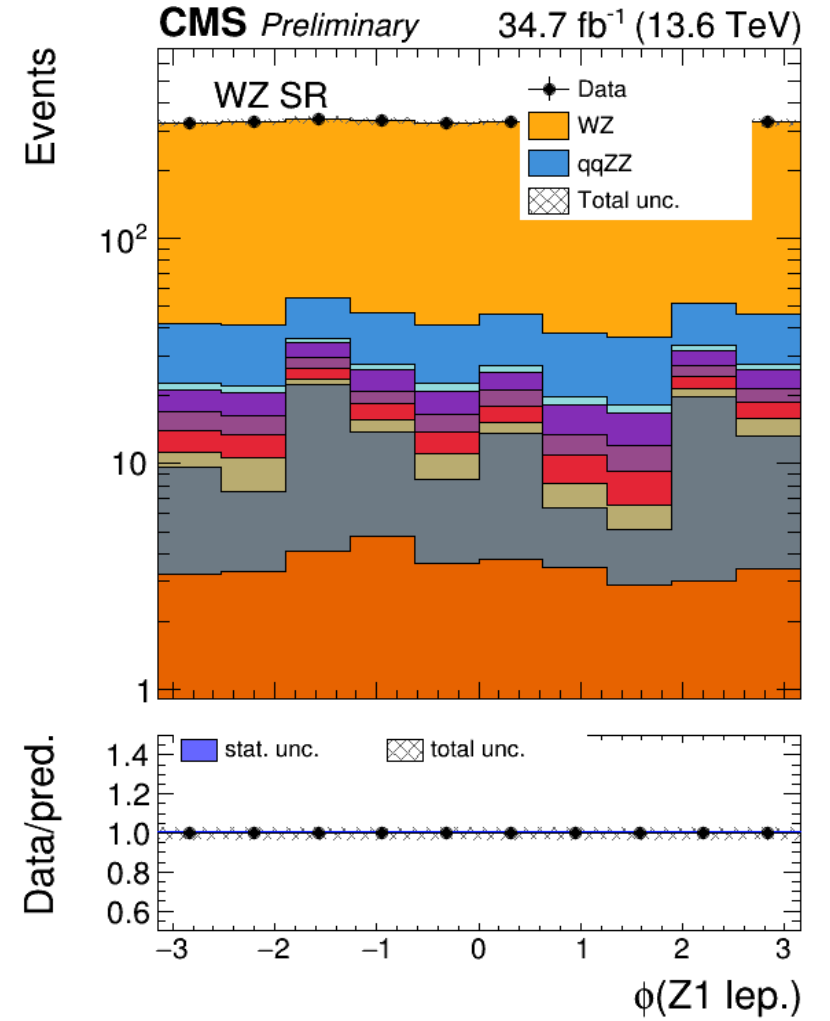 CMS Preliminary 34.7 fb⁻¹ (13.6 TeV)
Events
WZ SR
Data
WZ
qqZZ
Total unc.
10²
10
1
Data/pred.
stat. unc.
total unc.
1.4
1.2
1.0
0.8
0.6
−3 −2 −1 0 1 2 3
ϕ(Z1 lep.)